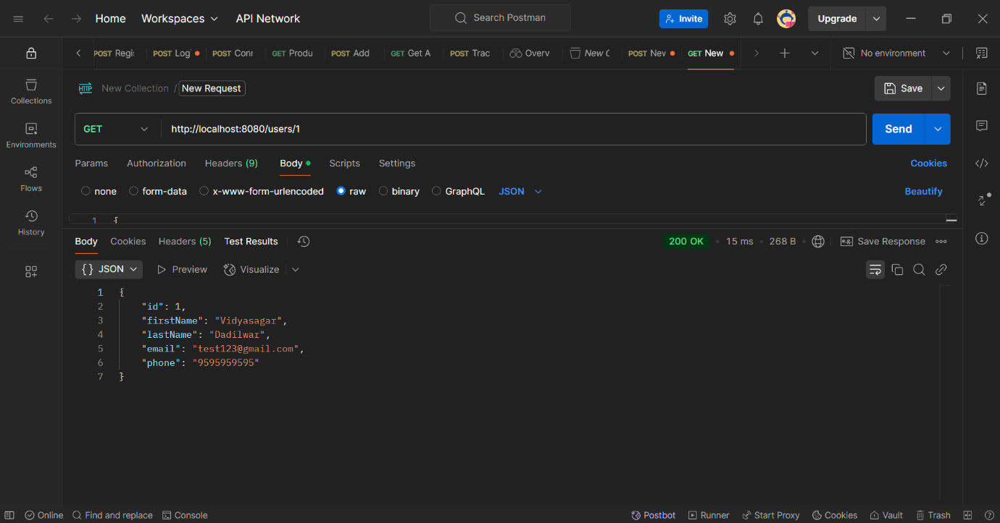 Home Workspaces API Network Search Postman Invite Upgrade
POST Regis POST Log POST Conn GET Produ POST Add GET Get A POST Trac Overv New C POST Nev GET New No environment
HTTP New Collection / New Request Save
GET http://localhost:8080/users/1 Send
Params Authorization Headers (9) Body Scripts Settings Cookies
none form-data x-www-form-urlencoded raw binary GraphQL JSON Beautify
1 {
Body Cookies Headers (5) Test Results 200 OK • 15 ms • 268 B • e.g. Save Response
{} JSON Preview Visualize
1 {
2 "id": 1,
3 "firstName": "Vidyasagar",
4 "lastName": "Dadilwar",
5 "email": "test123@gmail.com",
6 "phone": "9595959595"
7 }
Collections
Environments
Flows
History
Online Find and replace Console Postbot Runner Start Proxy Cookies Vault Trash